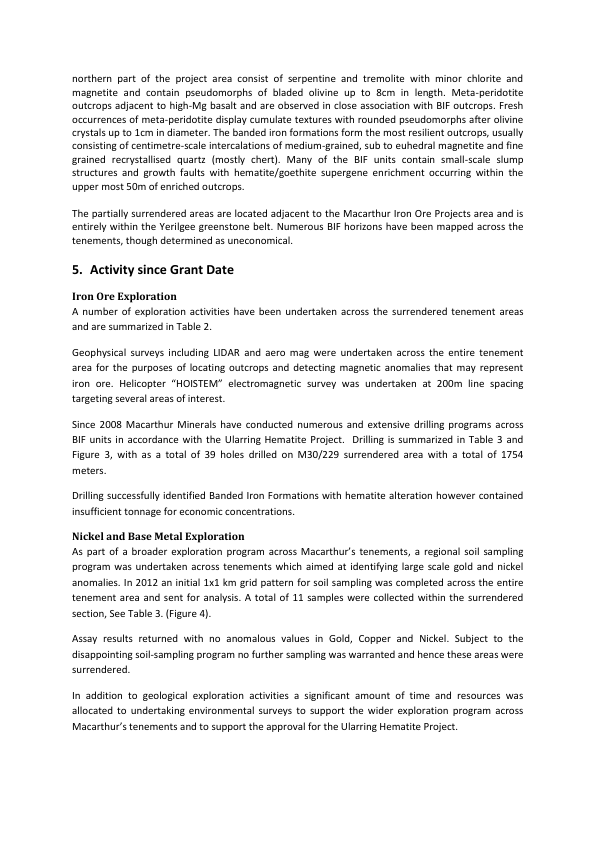 northern part of the project area consist of serpentine and tremolite with minor chlorite and
magnetite and contain pseudomorphs of bladed olivine up to 8cm in length. Meta-peridotite
outcrops adjacent to high-Mg basalt and are observed in close association with BIF outcrops. Fresh
occurrences of meta-peridotite display cumulate textures with rounded pseudomorphs after olivine
crystals up to 1cm in diameter. The banded iron formations form the most resilient outcrops, usually
consisting of centimetre-scale intercalations of medium-grained, sub to euhedral magnetite and fine
grained recrystallised quartz (mostly chert). Many of the BIF units contain small-scale slump
structures and growth faults with hematite/goethite supergene enrichment occurring within the
upper most 50m of enriched outcrops.
The partially surrendered areas are located adjacent to the Macarthur Iron Ore Projects area and is
entirely within the Yerilgee greenstone belt. Numerous BIF horizons have been mapped across the
tenements, though determined as uneconomical.
5. Activity since Grant Date
Iron Ore Exploration
A number of exploration activities have been undertaken across the surrendered tenement areas
and are summarized in Table 2.
Geophysical surveys including LIDAR and aero mag were undertaken across the entire tenement
area for the purposes of locating outcrops and detecting magnetic anomalies that may represent
iron ore. Helicopter “HOISTEM” electromagnetic survey was undertaken at 200m line spacing
targeting several areas of interest.
Since 2008 Macarthur Minerals have conducted numerous and extensive drilling programs across
BIF units in accordance with the Ularring Hematite Project. Drilling is summarized in Table 3 and
Figure 3, with as a total of 39 holes drilled on M30/229 surrendered area with a total of 1754
meters.
Drilling successfully identified Banded Iron Formations with hematite alteration however contained
insufficient tonnage for economic concentrations.
Nickel and Base Metal Exploration
As part of a broader exploration program across Macarthur’s tenements, a regional soil sampling
program was undertaken across tenements which aimed at identifying large scale gold and nickel
anomalies. In 2012 an initial 1x1 km grid pattern for soil sampling was completed across the entire
tenement area and sent for analysis. A total of 11 samples were collected within the surrendered
section, See Table 3. (Figure 4).
Assay results returned with no anomalous values in Gold, Copper and Nickel. Subject to the
disappointing soil-sampling program no further sampling was warranted and hence these areas were
surrendered.
In addition to geological exploration activities a significant amount of time and resources was
allocated to undertaking environmental surveys to support the wider exploration program across
Macarthur’s tenements and to support the approval for the Ularring Hematite Project.